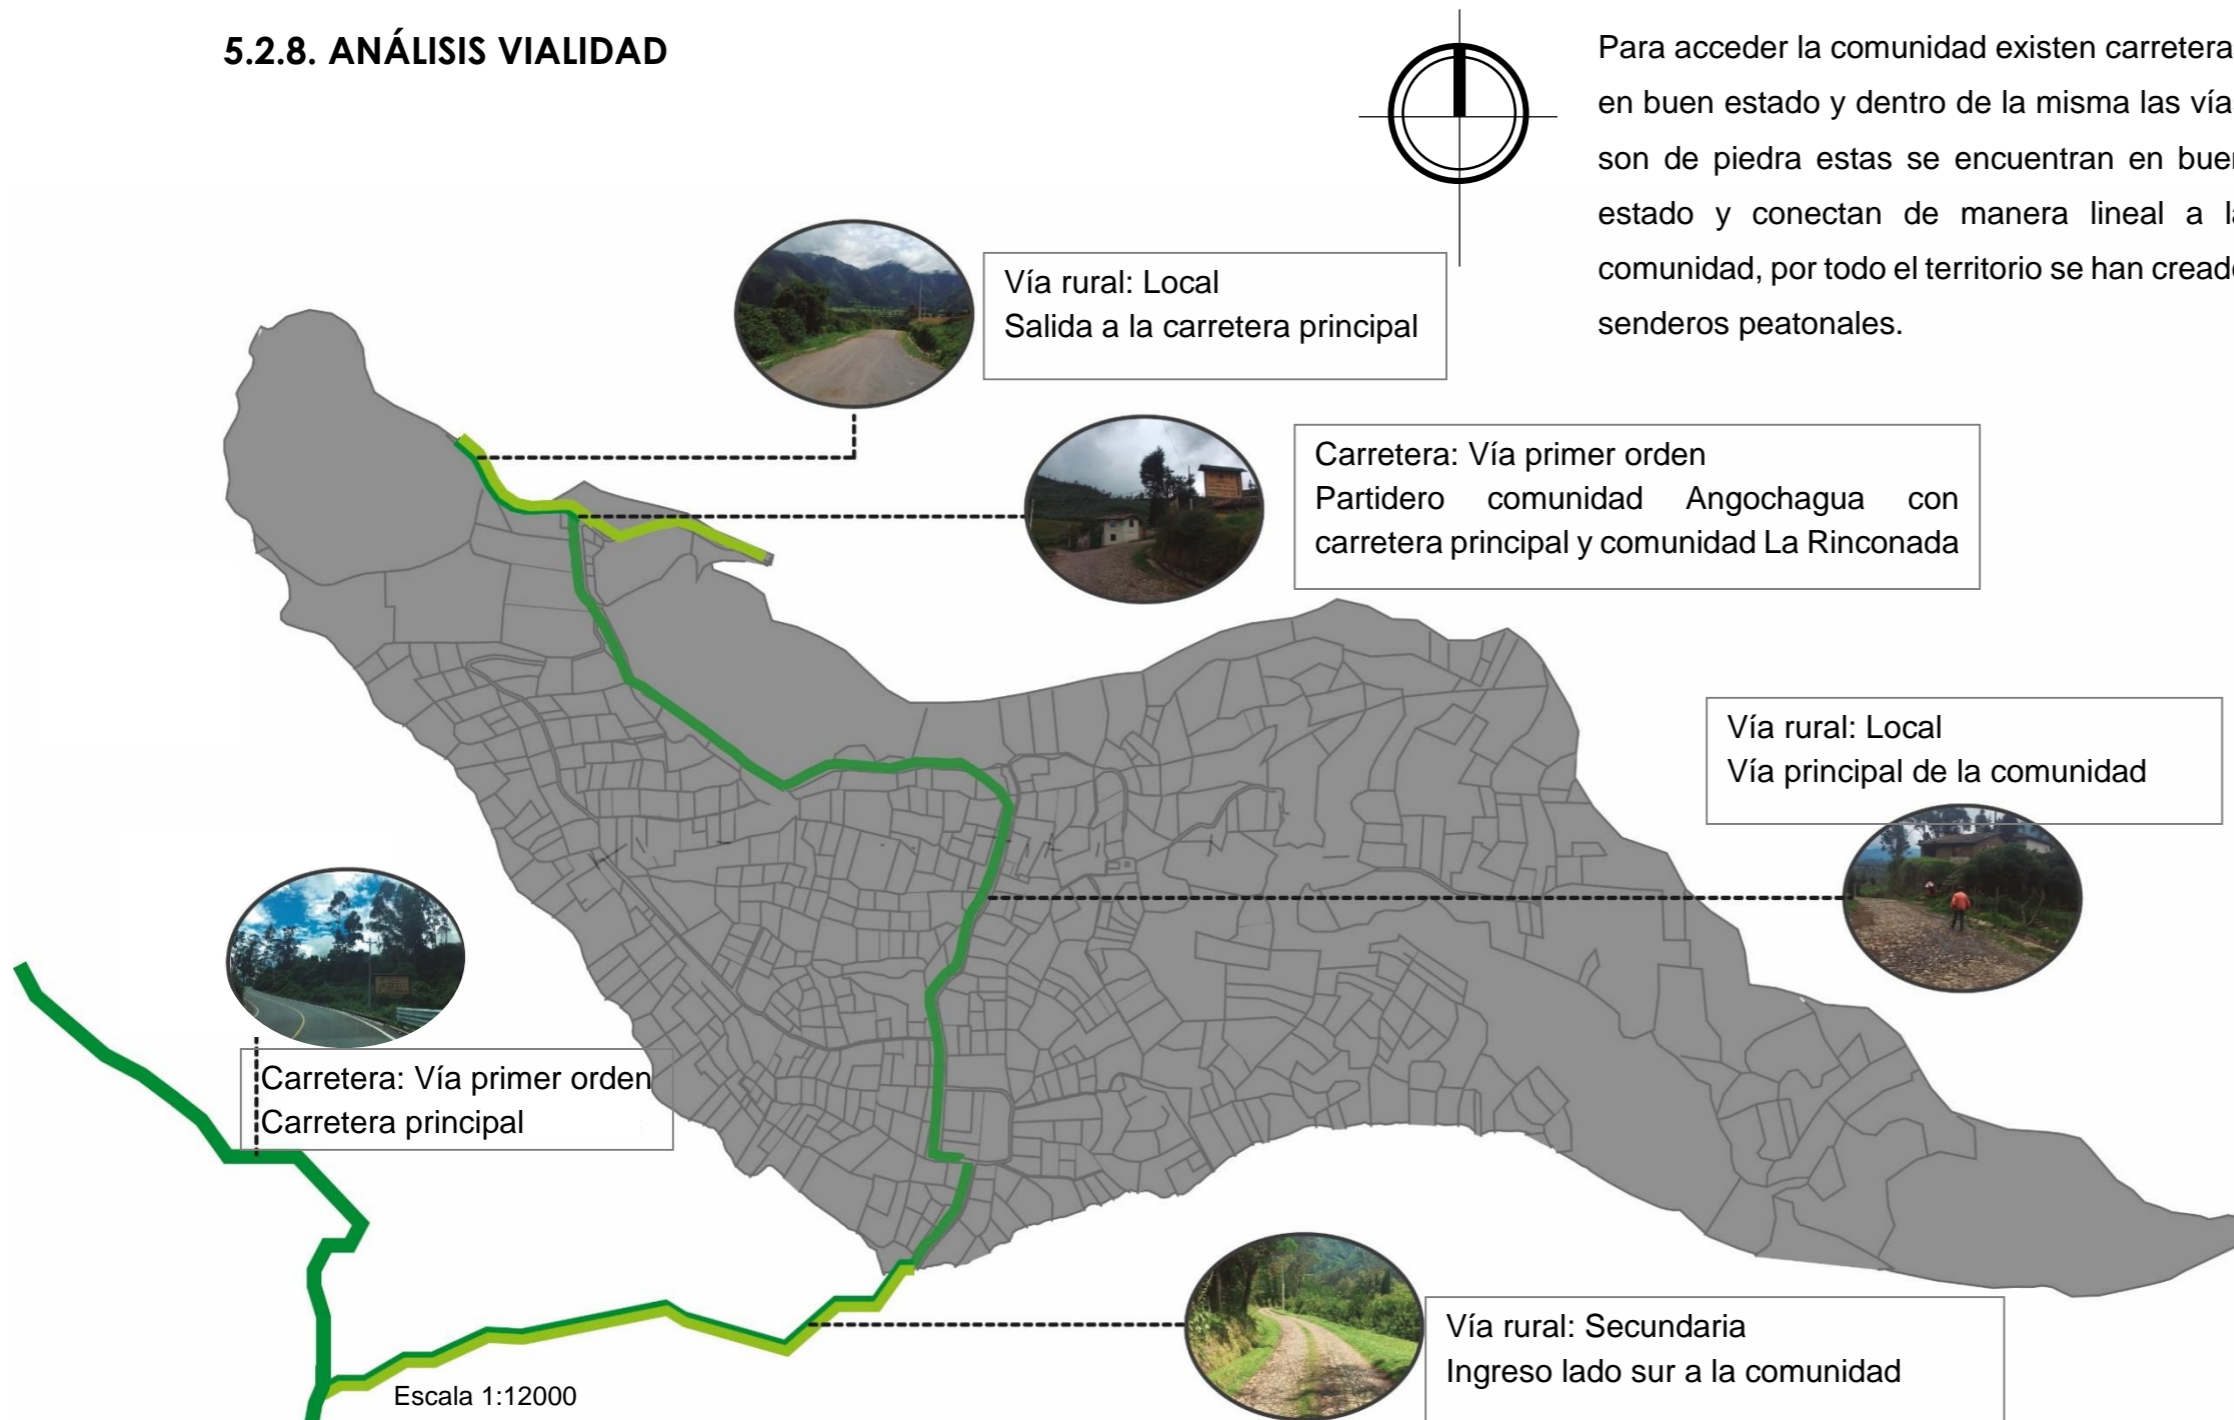 5.2.8. ANÁLISIS VIALIDAD
Para acceder la comunidad existen carretera
en buen estado y dentro de la misma las vía
son de piedra estas se encuentran en buen
estado y conectan de manera lineal a la
comunidad, por todo el territorio se han creado
senderos peatonales.
Vía rural: Local
Salida a la carretera principal
Carretera: Vía primer orden
Partidero comunidad Angochagua con
carretera principal y comunidad La Rinconada
Vía rural: Local
Vía principal de la comunidad
Carretera: Vía primer orden
Carretera principal
Vía rural: Secundaria
Ingreso lado sur a la comunidad
Escala 1:12000